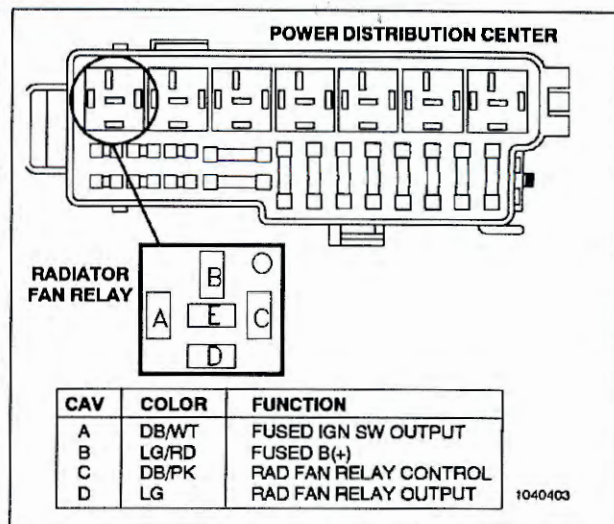 POWER DISTRIBUTION CENTER
RADIATOR
FAN RELAY
B
A E C
D
CAV COLOR FUNCTION
A DB/WT FUSED IGN SW OUTPUT
B LG/RD FUSED B(+)
C DB/PK RAD FAN RELAY CONTROL
D LG RAD FAN RELAY OUTPUT
1040403